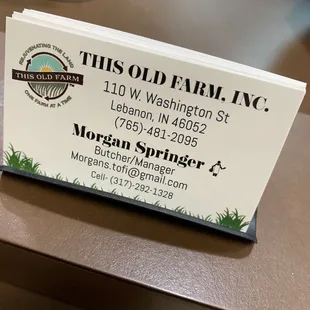 REJUVENATING THE LAND
THIS OLD FARM
ONE FARM AT A TIME
THIS OLD FARM, INC.
110 W. Washington St
Lebanon, IN 46052
(765)-481-2095
Morgan Springer
Butcher/Manager
Morgans.tofi@gmail.com
Cell- (317)-292-1328